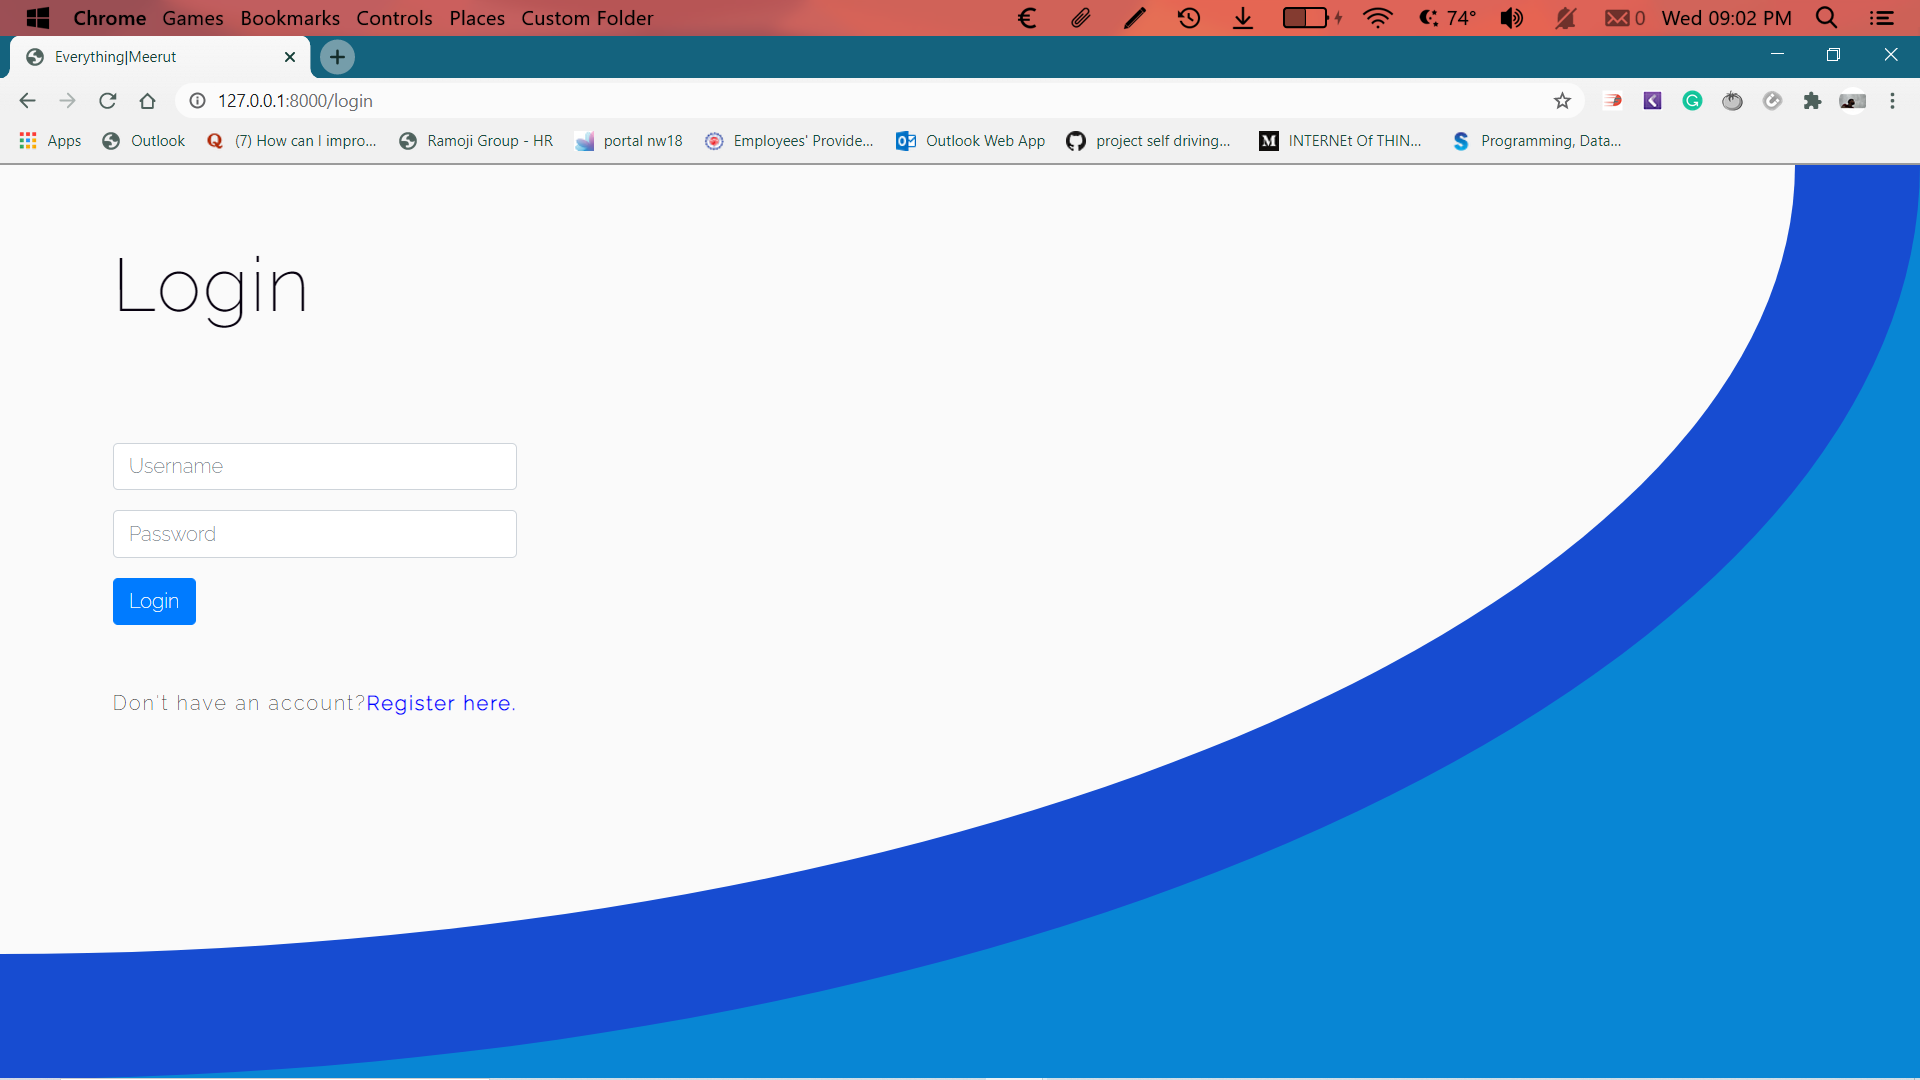 Chrome Games Bookmarks Controls Places Custom Folder € 74° 0 Wed 09:02 PM
Everything|Meerut
127.0.0.1:8000/login
Apps Outlook (7) How can I impro... Ramoji Group - HR portal nw18 Employees' Provide... Outlook Web App project self driving... INTERNEt Of THIN... Programming, Data...
Login
Username
Password
Login
Don't have an account?Register here.